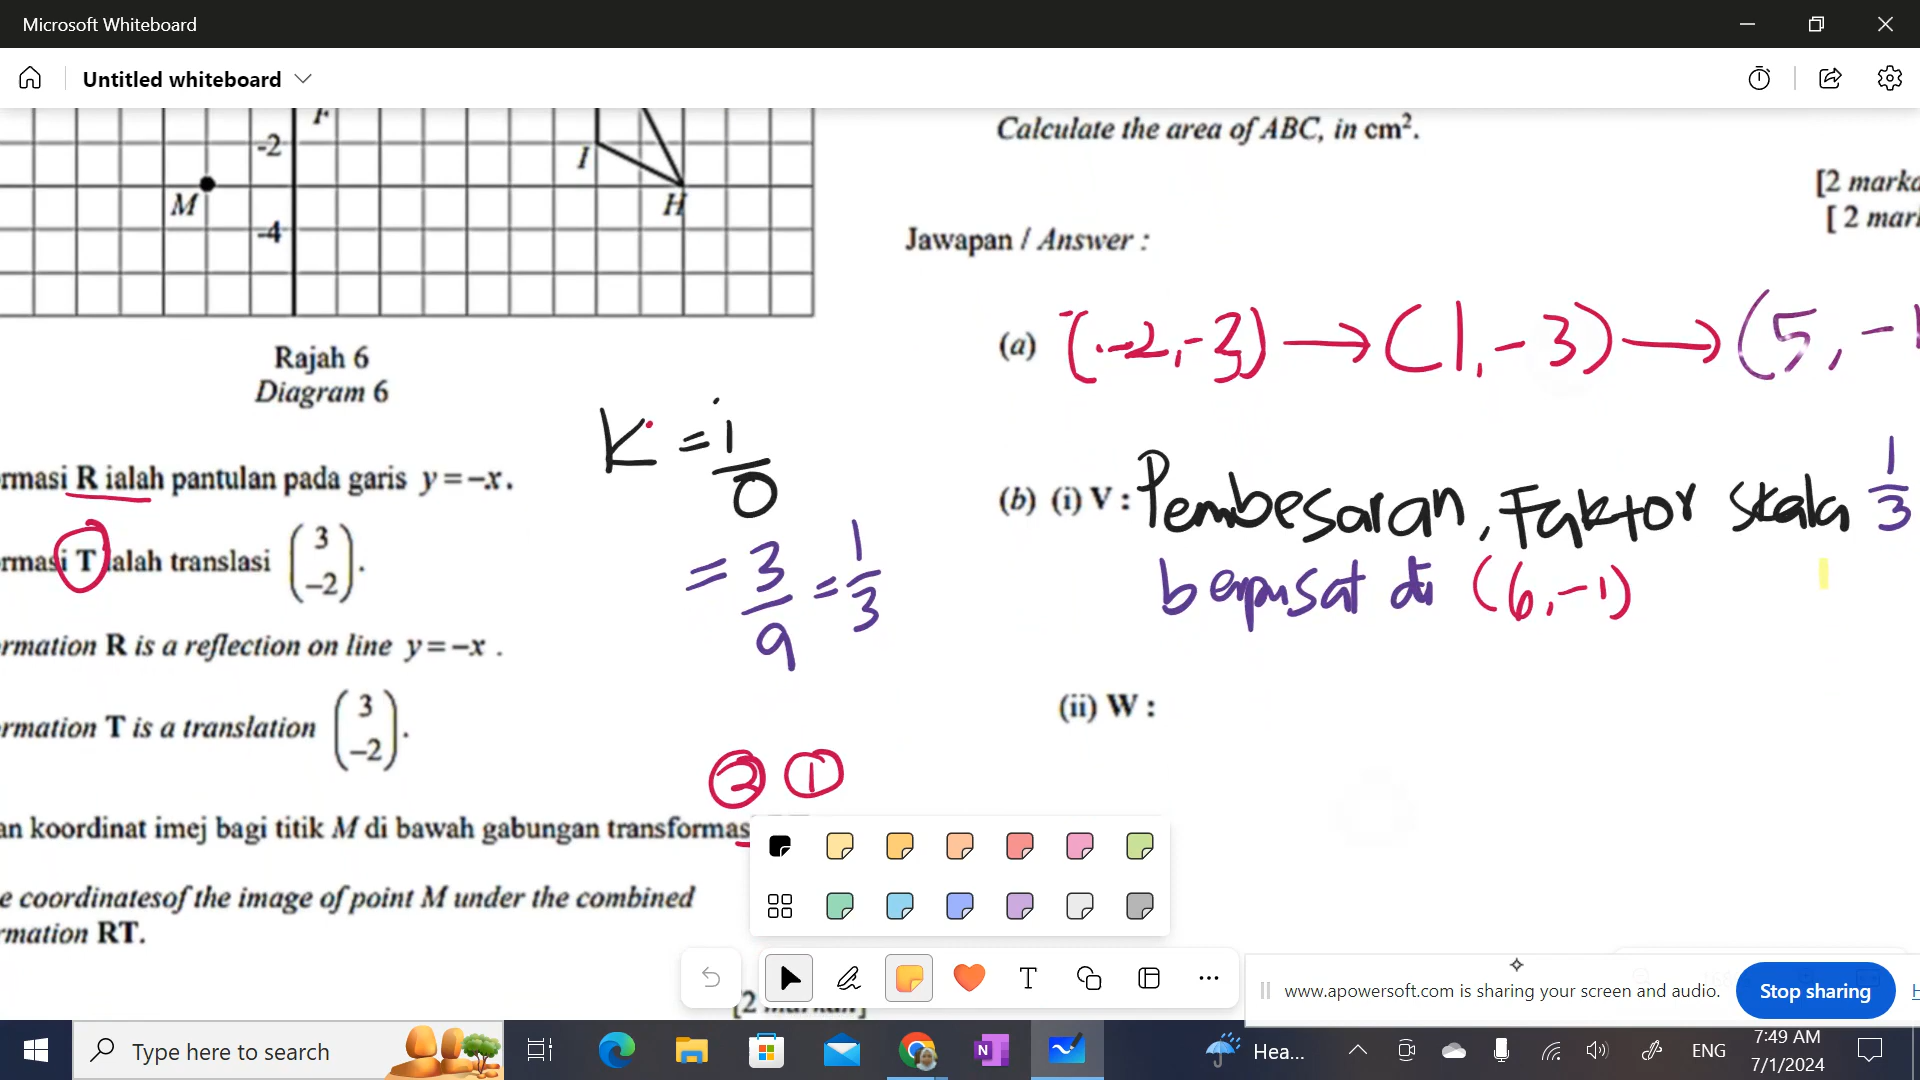 Microsoft Whiteboard
Untitled whiteboard
F
-2
I
M
H
-4
Rajah 6
Diagram 6
rmasi R ialah pantulan pada garis y = −x.
rmasi T ialah translasi (3 −2).
rmation R is a reflection on line y = −x .
rmation T is a translation (3 −2).
2 1
an koordinat imej bagi titik M di bawah gabungan transformas
e coordinatesof the image of point M under the combined
rmation RT.
[2 markah]
K = i/0
= 3/9 = 1/3
Calculate the area of ABC, in cm².
[2 marka
[ 2 mark
Jawapan / Answer :
(a) (-2,-3) → (1,-3) → (5, -1
(b) (i) V : Pembesaran, Faktor skala 1/3
berpusat di (6,-1)
(ii) W :
T
www.apowersoft.com is sharing your screen and audio.
Stop sharing
H
Type here to search
N
Hea...
ENG
7:49 AM
7/1/2024